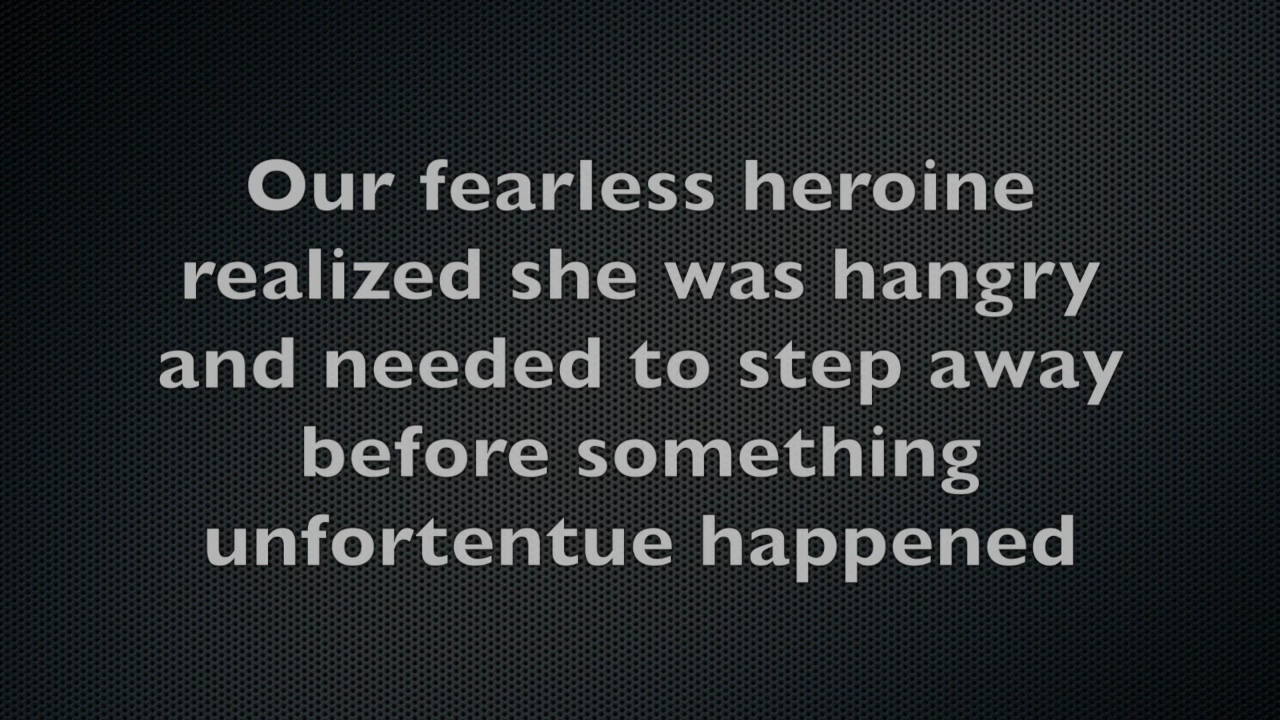 Our fearless heroine
realized she was hangry
and needed to step away
before something
unfortentue happened